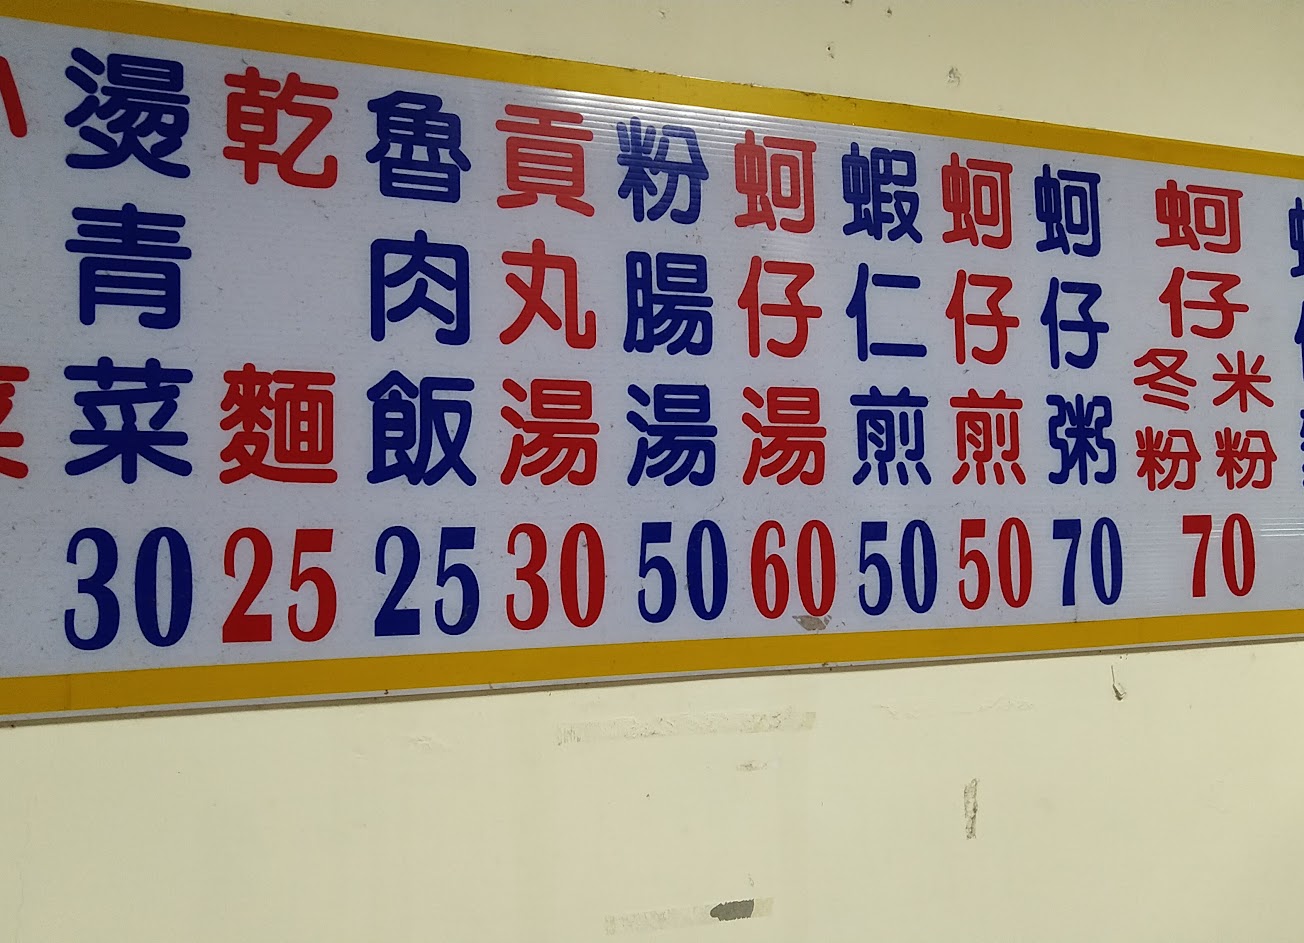 燙青菜 30
乾麵 25
魯肉飯 25
貢丸湯 30
粉腸湯 50
蚵仔湯 60
蝦仁煎 50
蚵仔煎 50
蚵仔粥 70
蚵仔 米粉 冬粉 70